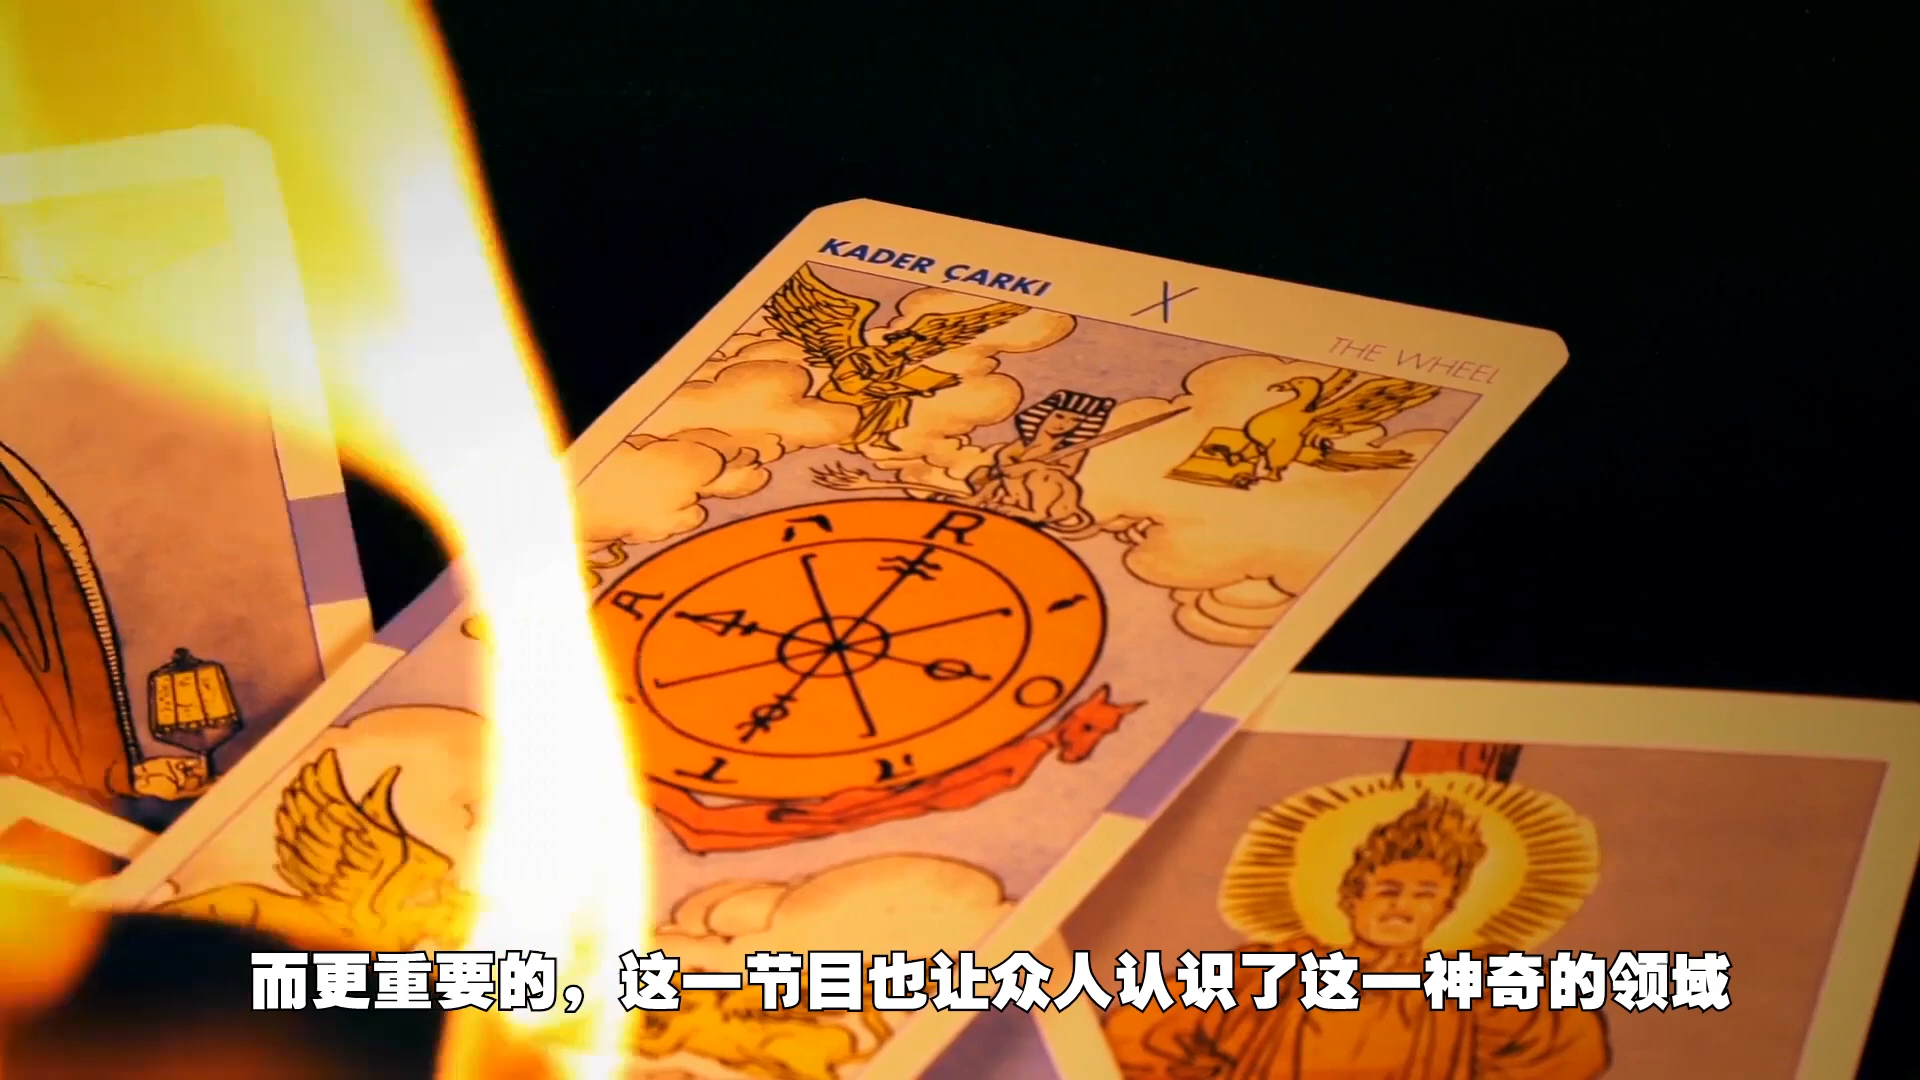 KADER ÇARKI
X
THE WHEEL
R
O
T
A
而更重要的，这一节目也让众人认识了这一神奇的领域